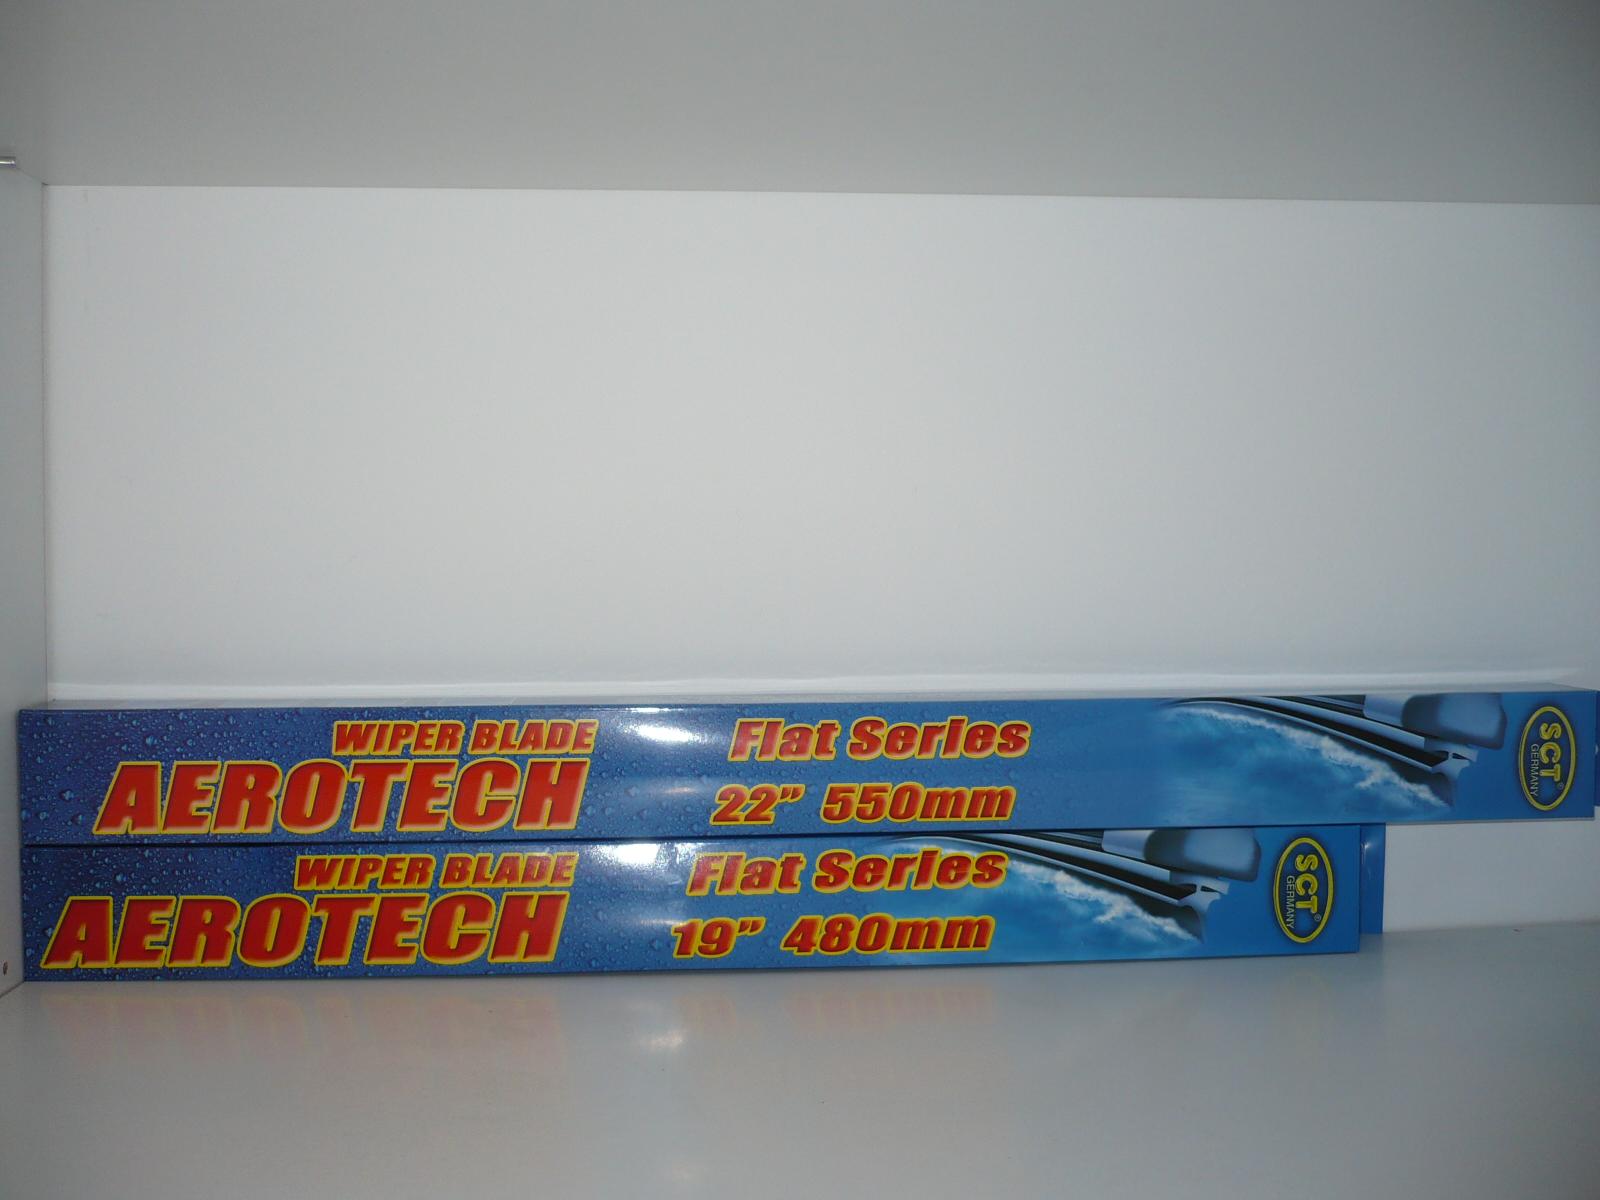 WIPER BLADE
AEROTECH
Flat Series
22” 550mm
SCT®
GERMANY
WIPER BLADE
AEROTECH
Flat Series
19” 480mm
SCT®
GERMANY